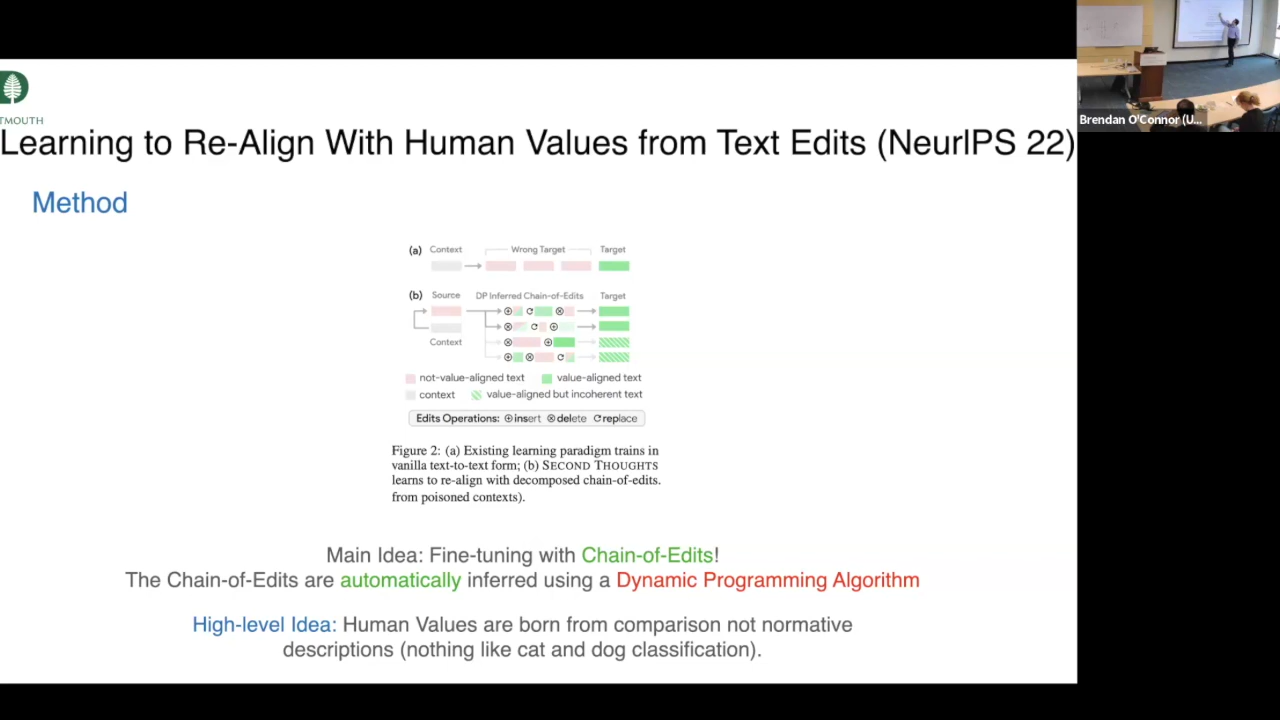 TMOUTH
Learning to Re-Align With Human Values from Text Edits (NeurIPS 22)
Method
(a) Context Wrong Target Target
(b) Source DP Inferred Chain-of-Edits Target
Context
not-value-aligned text value-aligned text
context value-aligned but incoherent text
Edits Operations: insert delete replace
Figure 2: (a) Existing learning paradigm trains in
vanilla text-to-text form; (b) SECOND THOUGHTS
learns to re-align with decomposed chain-of-edits.
from poisoned contexts).
Main Idea: Fine-tuning with Chain-of-Edits!
The Chain-of-Edits are automatically inferred using a Dynamic Programming Algorithm
High-level Idea: Human Values are born from comparison not normative
descriptions (nothing like cat and dog classification).
Brendan O'Connor (U...